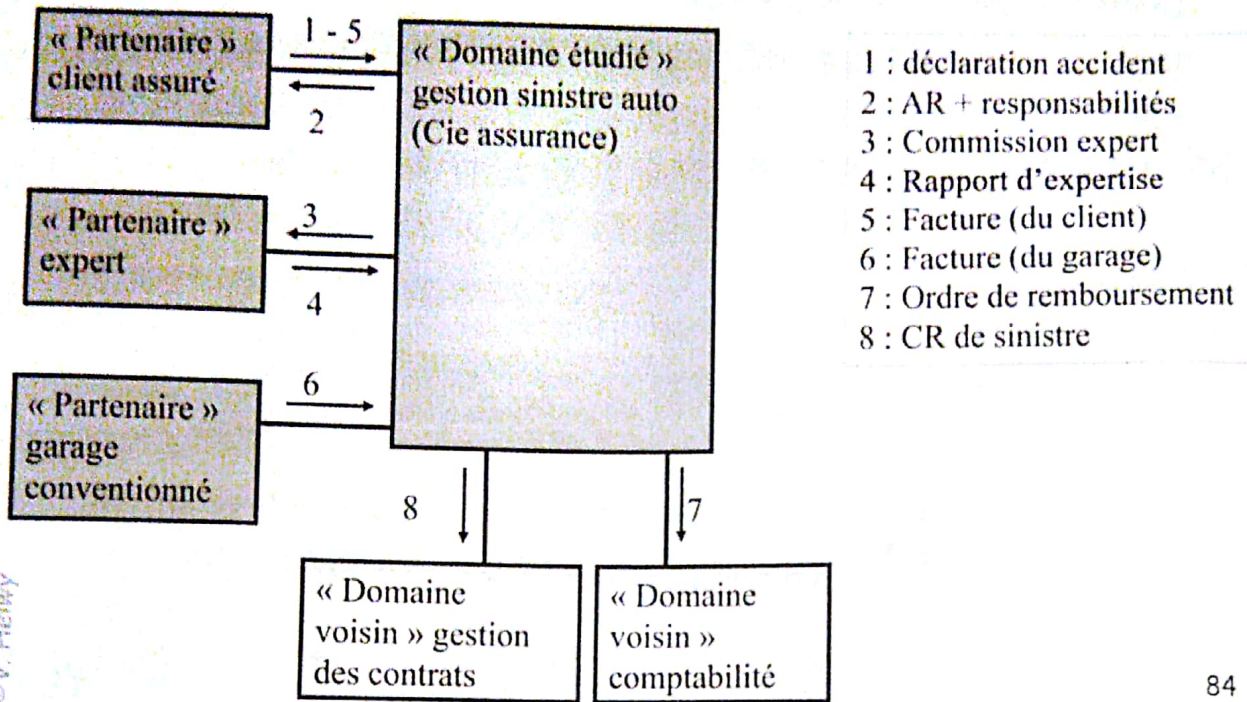 « Partenaire »
client assuré
1 - 5
2
« Domaine étudié »
gestion sinistre auto
(Cie assurance)
« Partenaire »
expert
3
4
« Partenaire »
garage
conventionné
6
8
7
« Domaine
voisin » gestion
des contrats
« Domaine
voisin »
comptabilité
1 : déclaration accident
2 : AR + responsabilités
3 : Commission expert
4 : Rapport d'expertise
5 : Facture (du client)
6 : Facture (du garage)
7 : Ordre de remboursement
8 : CR de sinistre
84